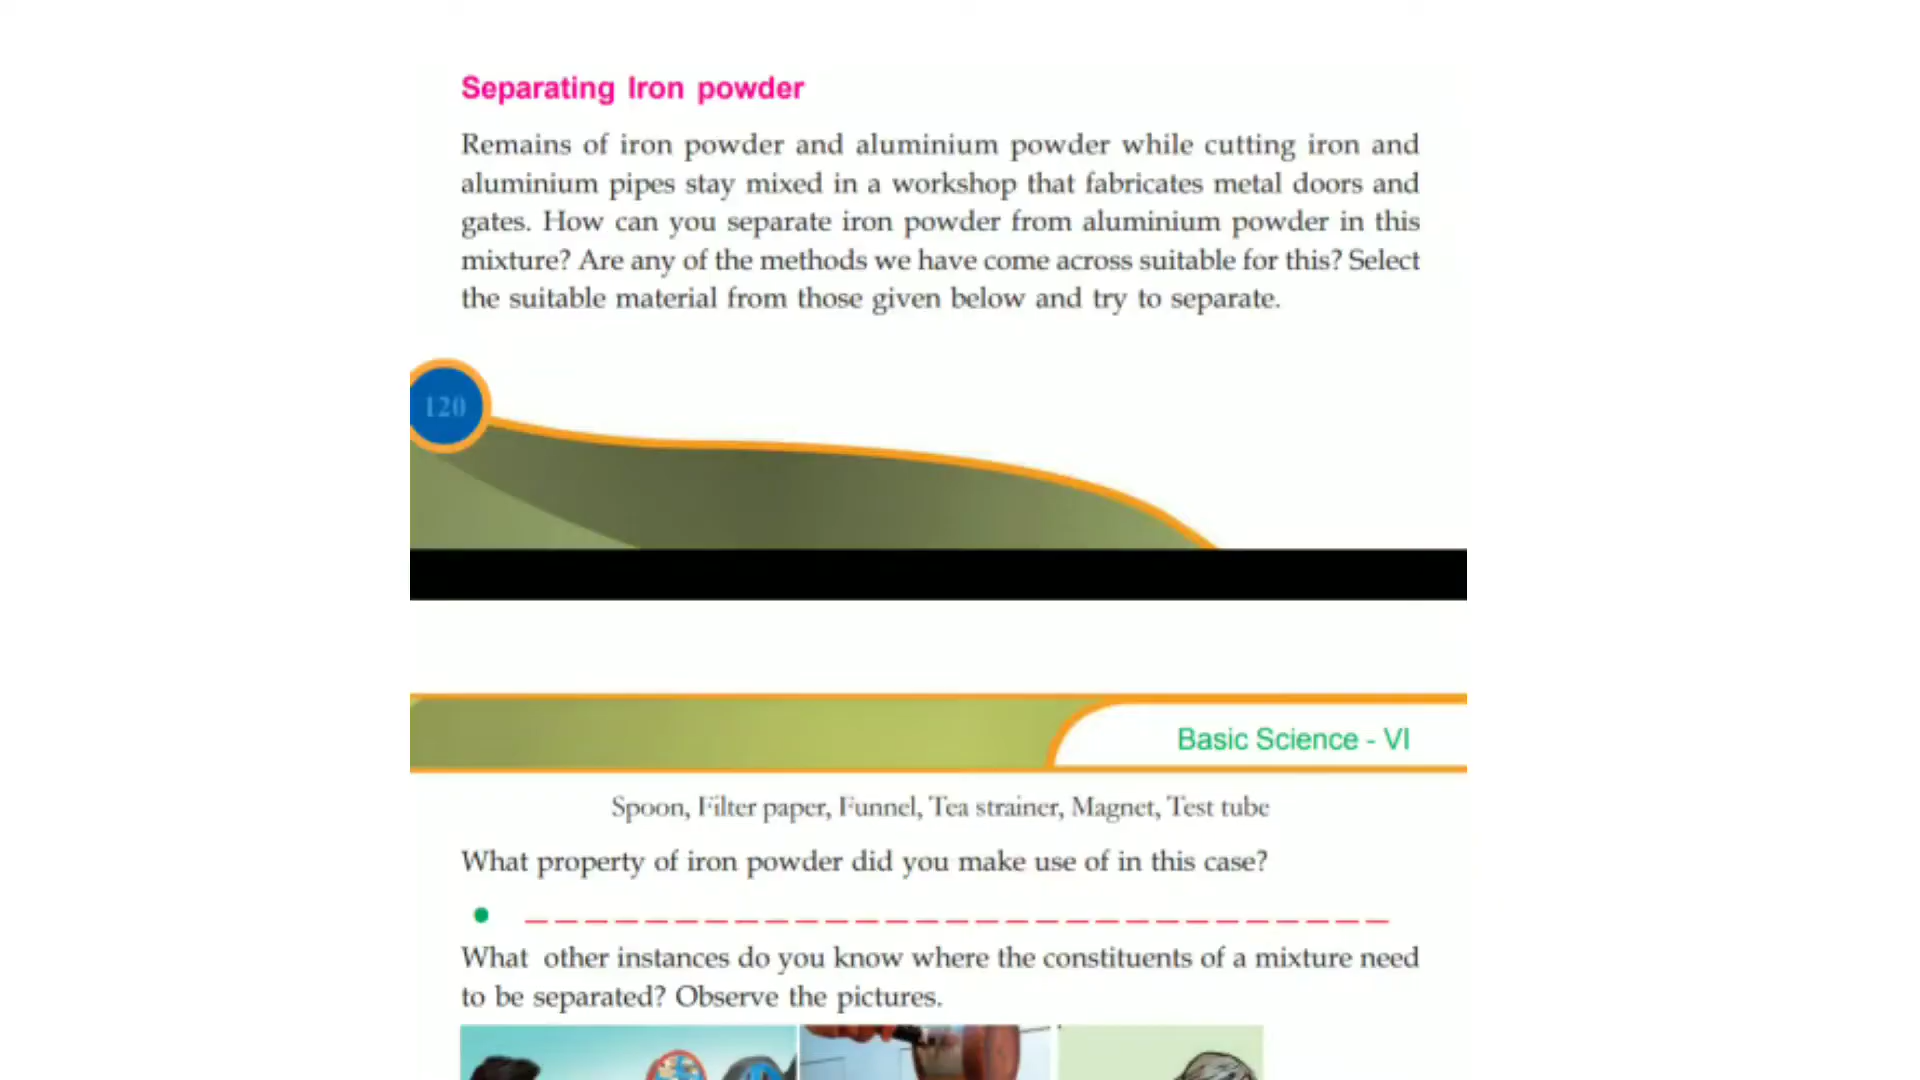 Separating Iron powder
Remains of iron powder and aluminium powder while cutting iron and
aluminium pipes stay mixed in a workshop that fabricates metal doors and
gates. How can you separate iron powder from aluminium powder in this
mixture? Are any of the methods we have come across suitable for this? Select
the suitable material from those given below and try to separate.
120
Basic Science - VI
Spoon, Filter paper, Funnel, Tea strainer, Magnet, Test tube
What property of iron powder did you make use of in this case?
What other instances do you know where the constituents of a mixture need
to be separated? Observe the pictures.